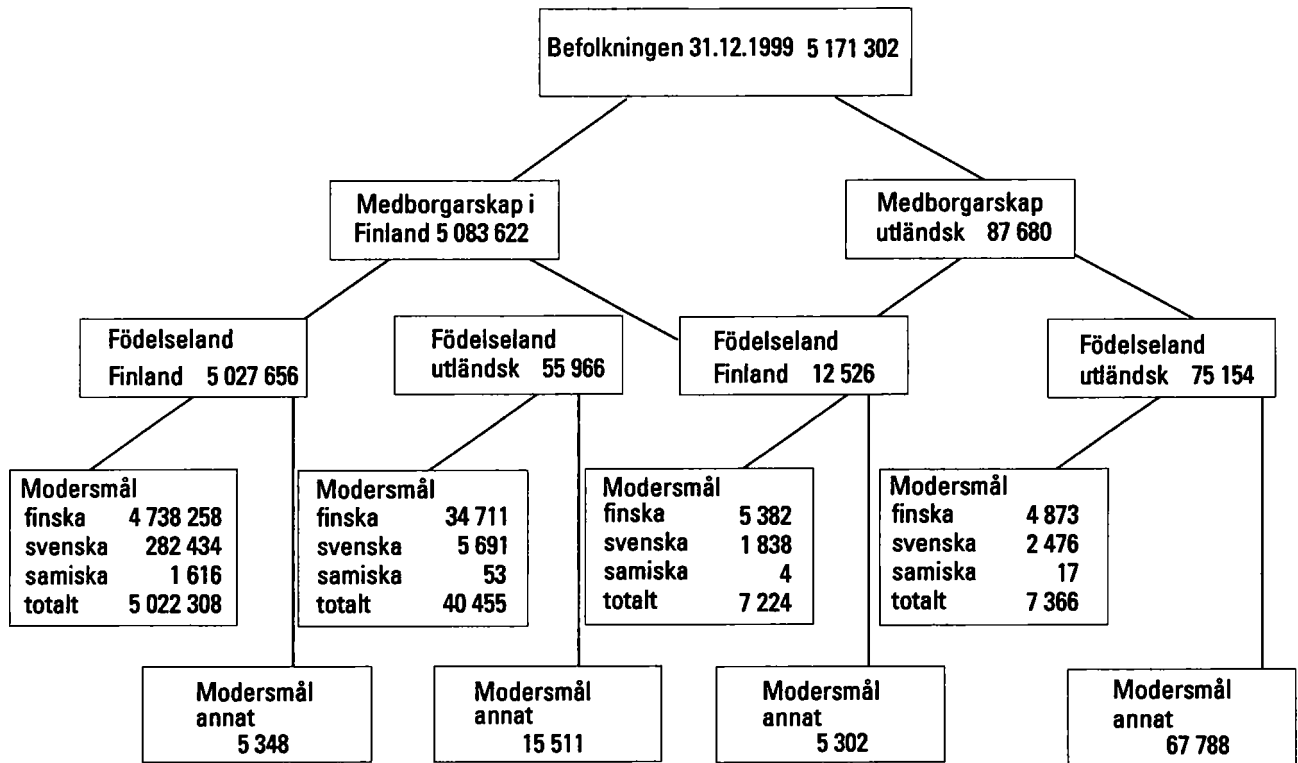 Befolkningen 31.12.1999 5 171 302
Medborgarskap i
Finland 5 083 622
Medborgarskap
utländsk 87 680
Födelseland
Finland 5 027 656
Födelseland
utländsk 55 966
Födelseland
Finland 12 526
Födelseland
utländsk 75 154
Modersmål
finska 4 738 258
svenska 282 434
samiska 1 616
totalt 5 022 308
Modersmål
finska 34 711
svenska 5 691
samiska 53
totalt 40 455
Modersmål
finska 5 382
svenska 1 838
samiska 4
totalt 7 224
Modersmål
finska 4 873
svenska 2 476
samiska 17
totalt 7 366
Modersmål
annat
5 348
Modersmål
annat
15 511
Modersmål
annat
5 302
Modersmål
annat
67 788